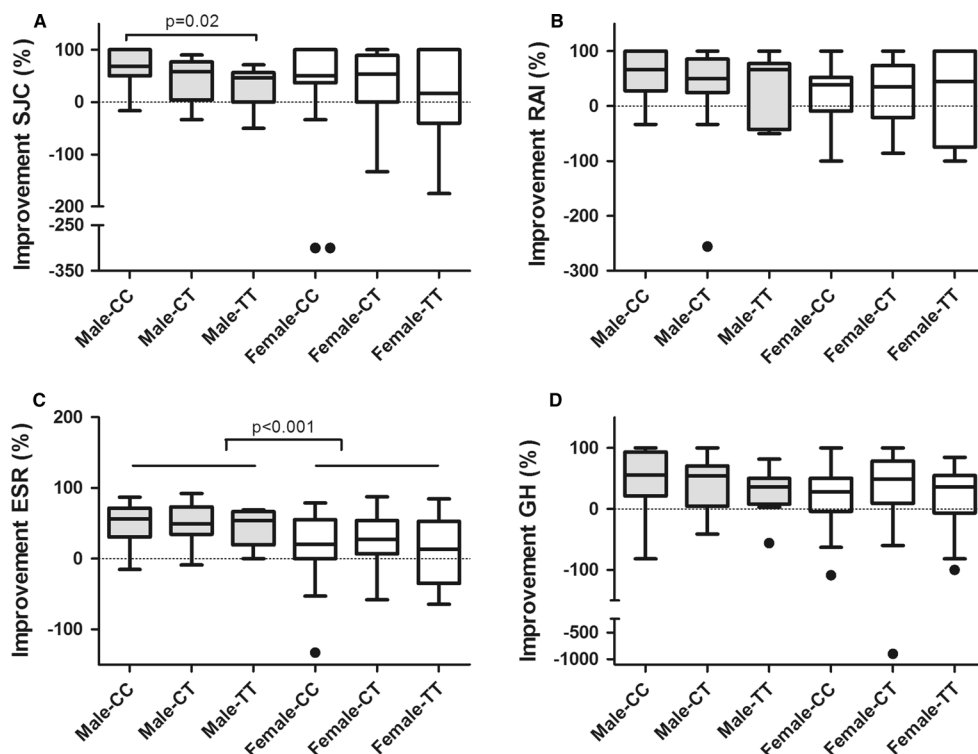 A
p=0.02
Improvement SJC (%)
100
0
-100
-200
-250
-350
Male-CC
Male-CT
Male-TT
Female-CC
Female-CT
Female-TT
B
Improvement RAI (%)
100
0
-100
-200
-300
Male-CC
Male-CT
Male-TT
Female-CC
Female-CT
Female-TT
C
p<0.001
Improvement ESR (%)
200
100
0
-100
Male-CC
Male-CT
Male-TT
Female-CC
Female-CT
Female-TT
D
Improvement GH (%)
100
0
-100
-500
-1000
Male-CC
Male-CT
Male-TT
Female-CC
Female-CT
Female-TT